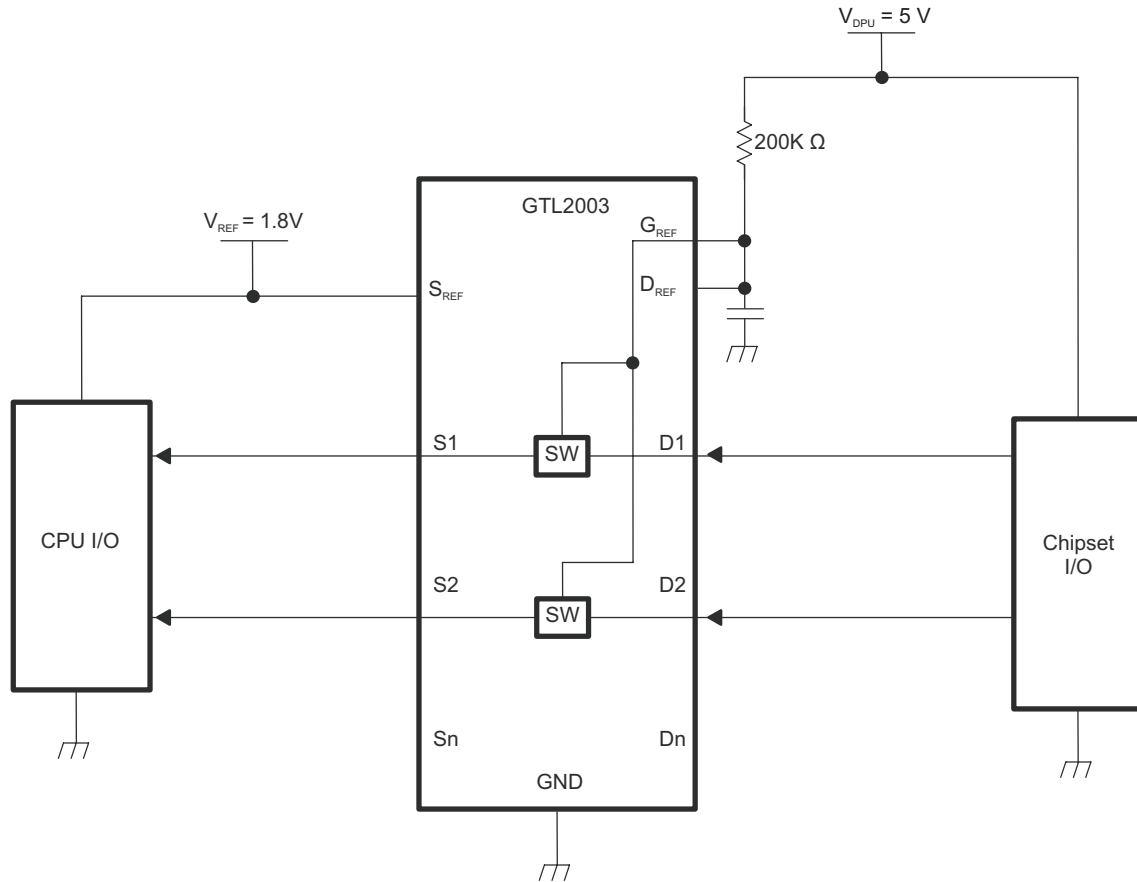 V_DPU = 5 V
200K Ω
GTL2003
V_REF = 1.8V
G_REF
S_REF
D_REF
S1
D1
SW
CPU I/O
Chipset
I/O
S2
D2
SW
Sn
Dn
GND